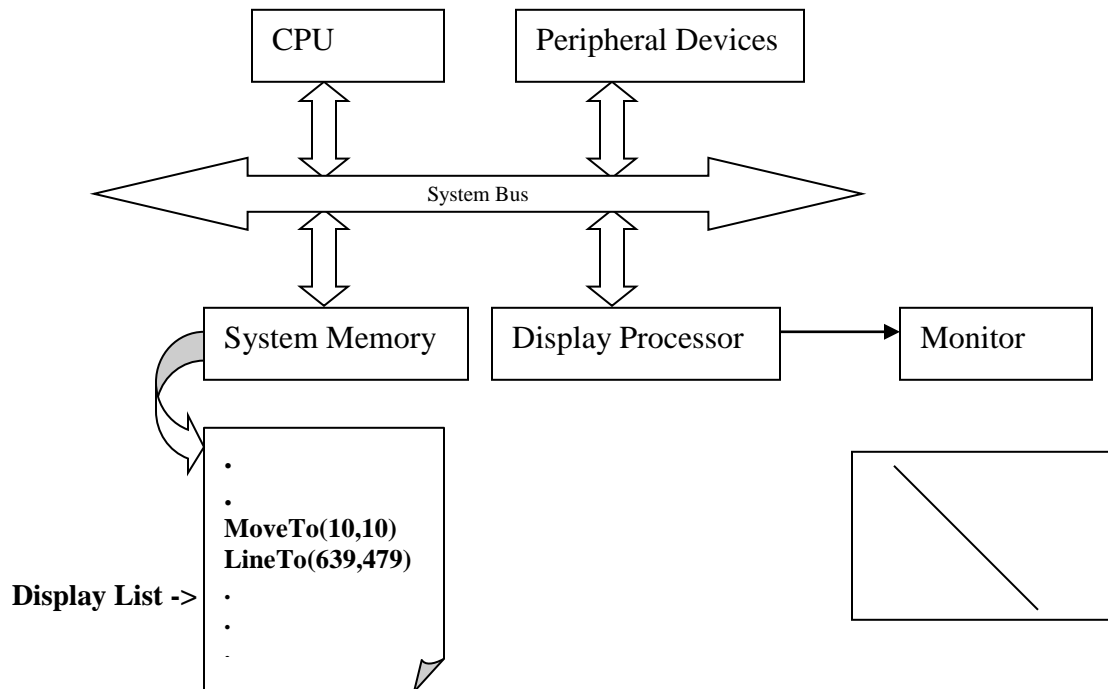 CPU
Peripheral Devices
System Bus
System Memory
Display Processor
Monitor
.
.
MoveTo(10,10)
LineTo(639,479)
Display List ->
.
.
.